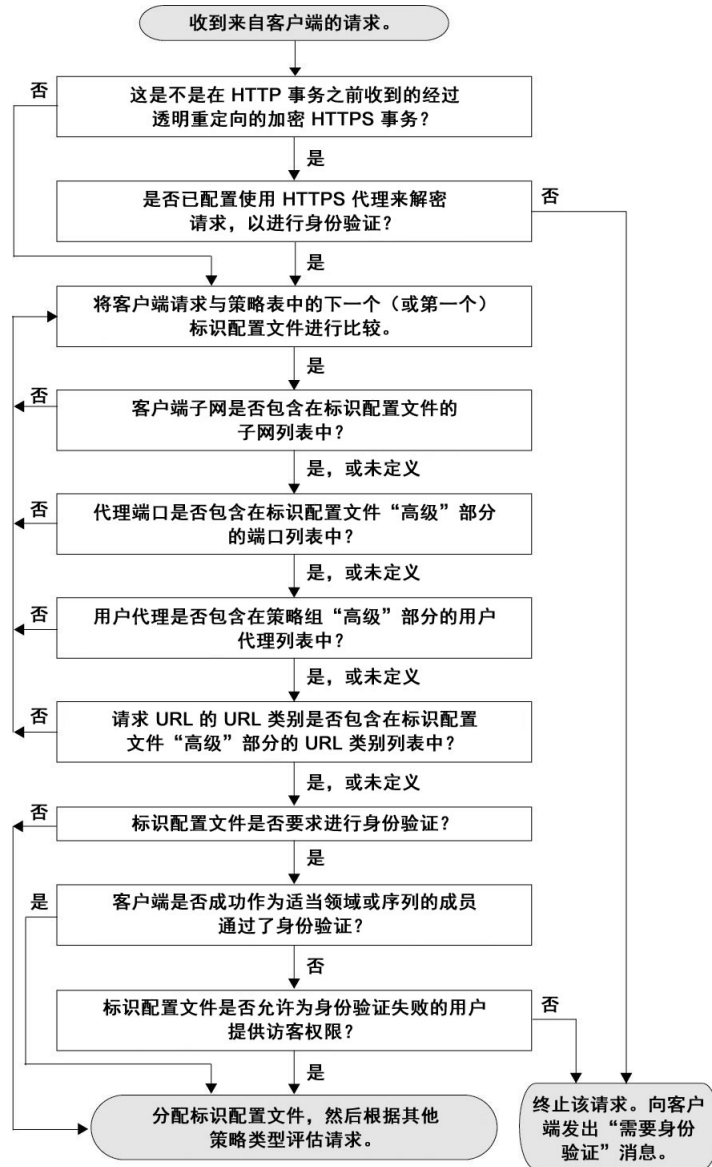 收到来自客户端的请求。
否
这是不是在 HTTP 事务之前收到的经过
透明重定向的加密 HTTPS 事务？
是
是否已配置使用 HTTPS 代理来解密
请求，以进行身份验证？
否
是
将客户端请求与策略表中的下一个（或第一个）
标识配置文件进行比较。
是
否
客户端子网是否包含在标识配置文件的
子网列表中？
是，或未定义
否
代理端口是否包含在标识配置文件“高级”部分
的端口列表中？
是，或未定义
否
用户代理是否包含在策略组“高级”部分的用户
代理列表中？
是，或未定义
否
请求 URL 的 URL 类别是否包含在标识配置
文件“高级”部分的 URL 类别列表中？
是，或未定义
否
标识配置文件是否要求进行身份验证？
是
是
客户端是否成功作为适当领域或序列的成员
通过了身份验证？
否
标识配置文件是否允许为身份验证失败的用户
提供访客权限？
否
是
分配标识配置文件，然后根据其他
策略类型评估请求。
终止该请求。向客户
端发出“需要身份
验证”消息。